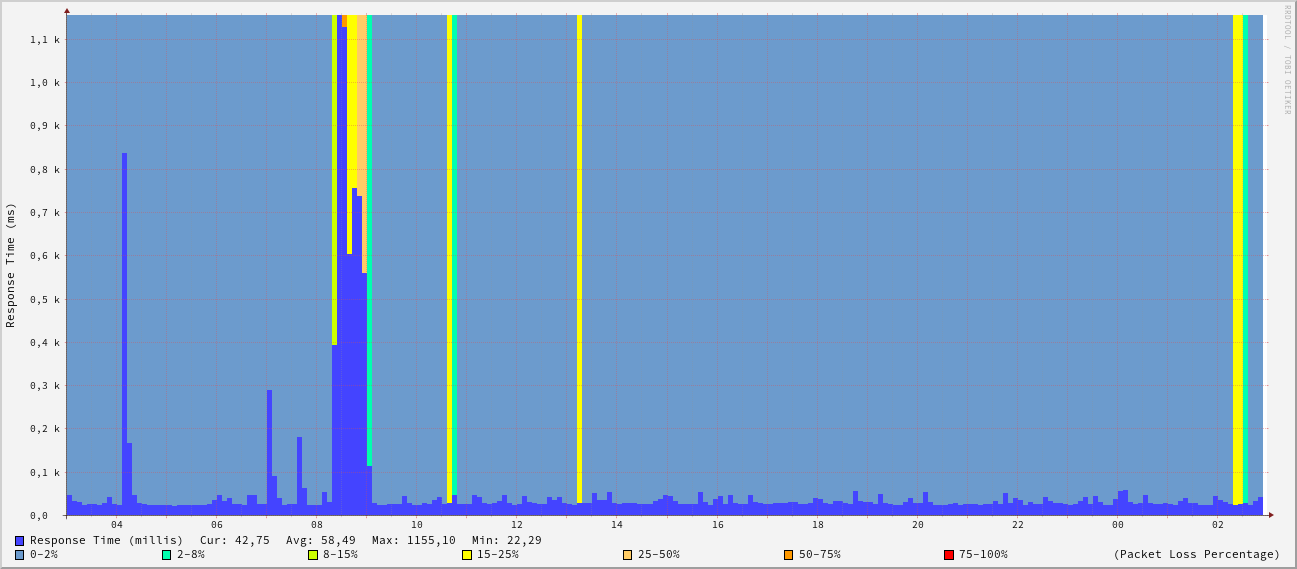 RRDTOOL / TOBI OETIKER
Response Time (ms)
1,1 k
1,0 k
0,9 k
0,8 k
0,7 k
0,6 k
0,5 k
0,4 k
0,3 k
0,2 k
0,1 k
0,0
04 06 08 10 12 14 16 18 20 22 00 02
Response Time (millis) Cur: 42,75 Avg: 58,49 Max: 1155,10 Min: 22,29
0-2% 2-8% 8-15% 15-25% 25-50% 50-75% 75-100% (Packet Loss Percentage)